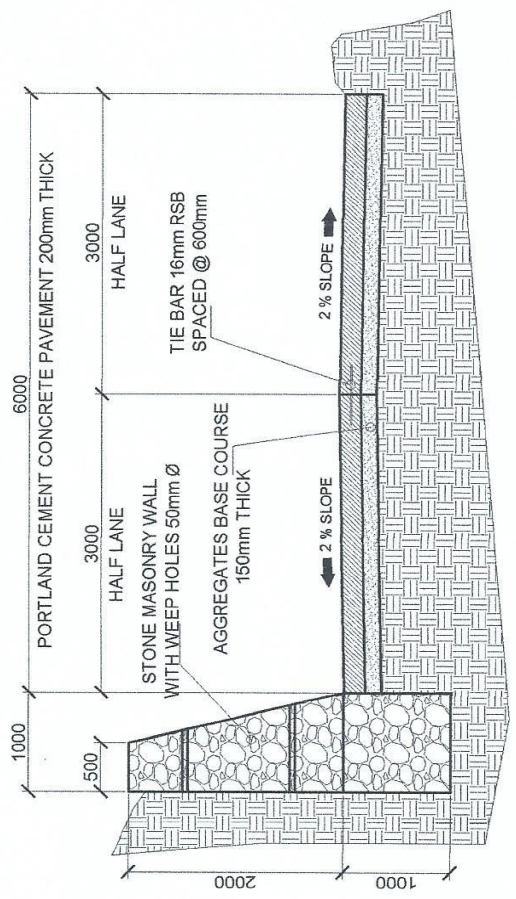 6000
PORTLAND CEMENT CONCRETE PAVEMENT 200mm THICK
1000
3000
3000
500
HALF LANE
HALF LANE
STONE MASONRY WALL
WITH WEEP HOLES 50mm Ø
AGGREGATES BASE COURSE
150mm THICK
TIE BAR 16mm RSB
SPACED @ 600mm
2 % SLOPE
2 % SLOPE
2000
1000